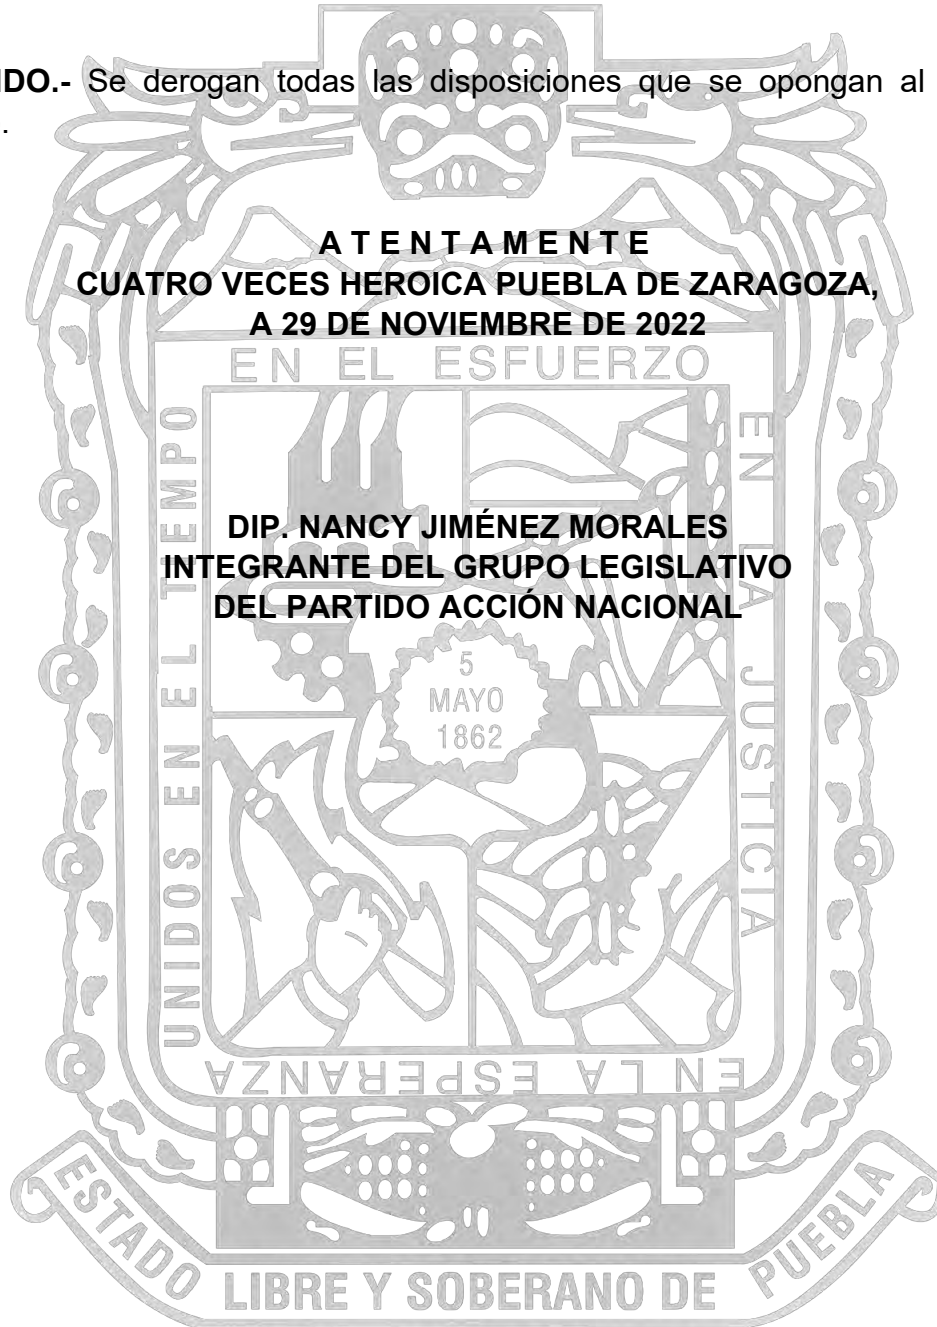 NDO.- Se derogan todas las disposiciones que se opongan al
.
A T E N T A M E N T E
CUATRO VECES HEROICA PUEBLA DE ZARAGOZA,
A 29 DE NOVIEMBRE DE 2022
DIP. NANCY JIMÉNEZ MORALES
INTEGRANTE DEL GRUPO LEGISLATIVO
DEL PARTIDO ACCIÓN NACIONAL
UNIDOS EN EL TIEMPO
EN EL ESFUERZO
EN LA JUSTICIA
EN LA ESPERANZA
5
MAYO
1862
ESTADO LIBRE Y SOBERANO DE PUEBLA